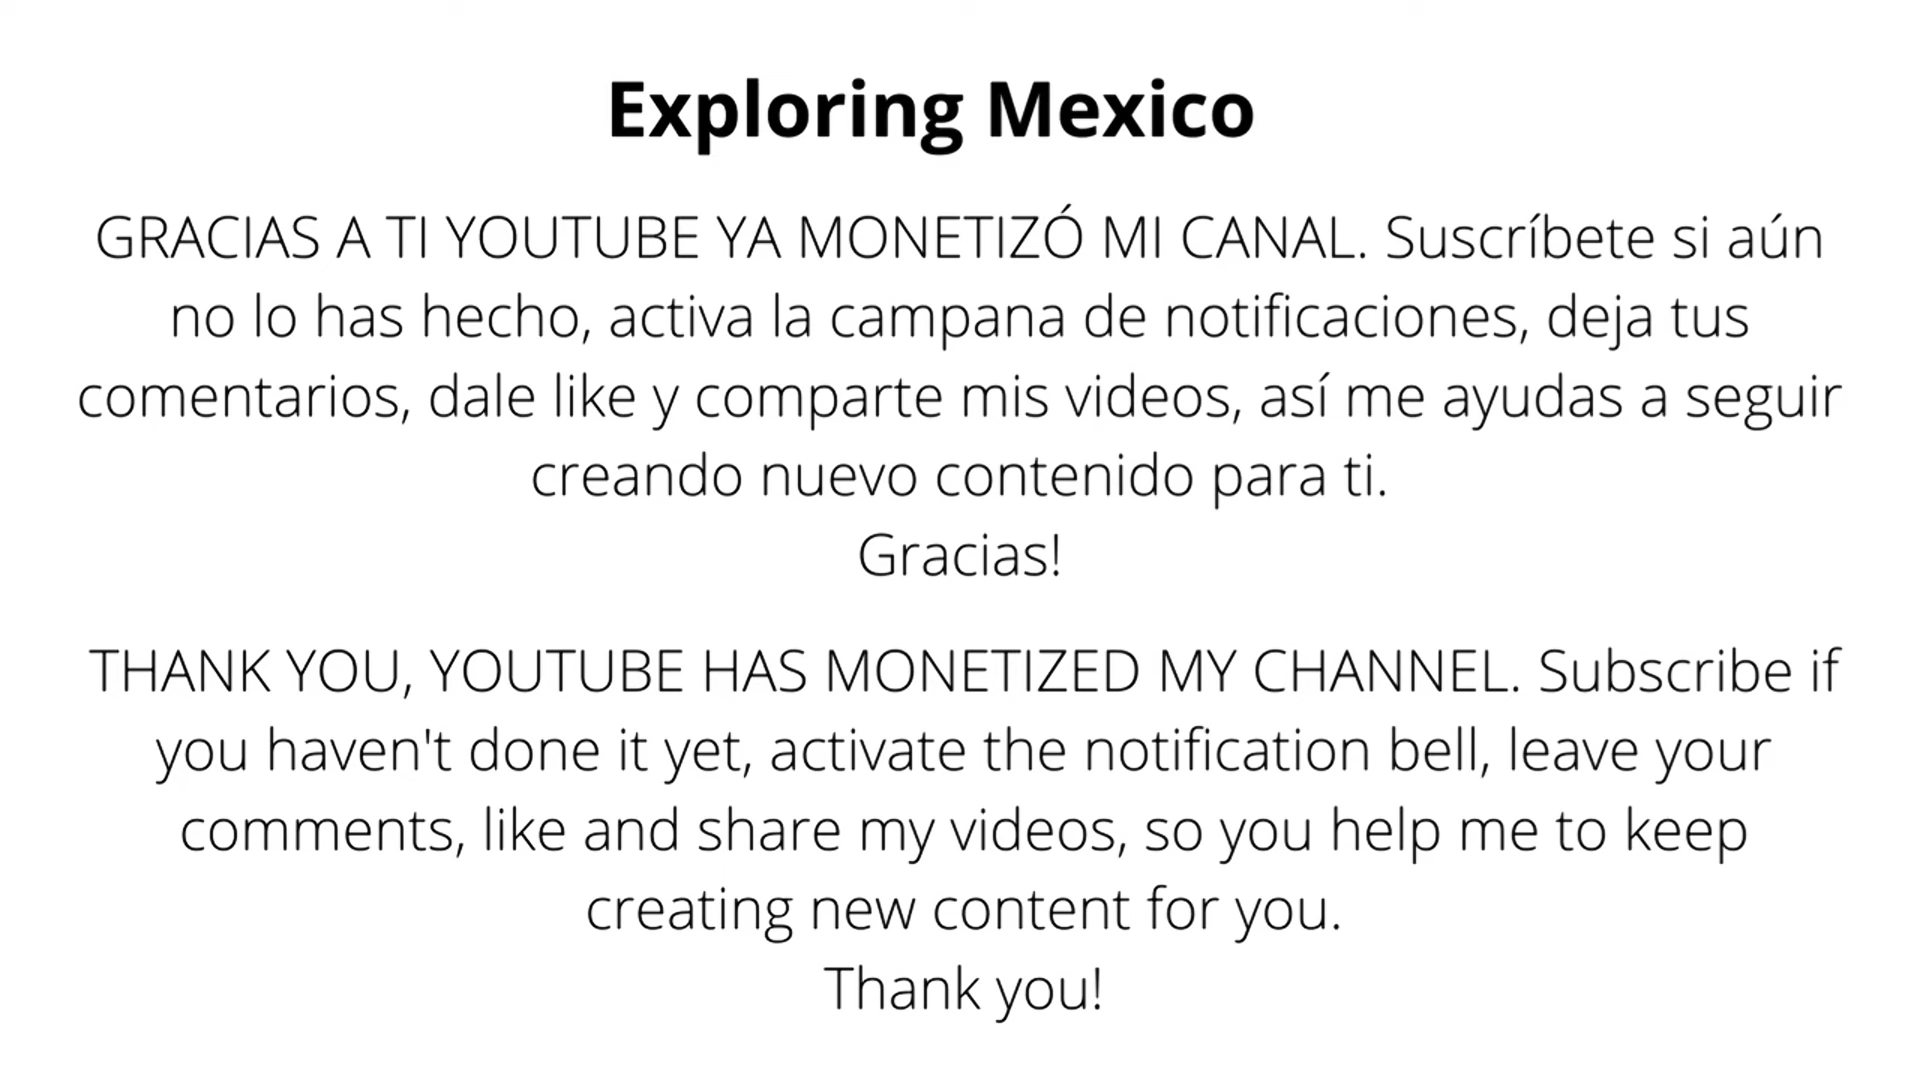 Exploring Mexico
GRACIAS A TI YOUTUBE YA MONETIZÓ MI CANAL. Suscríbete si aún
no lo has hecho, activa la campana de notificaciones, deja tus
comentarios, dale like y comparte mis videos, así me ayudas a seguir
creando nuevo contenido para ti.
Gracias!
THANK YOU, YOUTUBE HAS MONETIZED MY CHANNEL. Subscribe if
you haven't done it yet, activate the notification bell, leave your
comments, like and share my videos, so you help me to keep
creating new content for you.
Thank you!